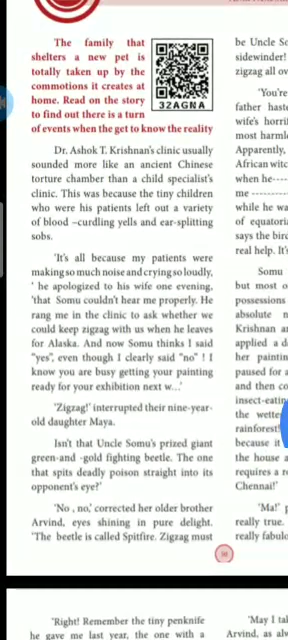 The family that
shelters a new pet is
totally taken up by the
commotions it creates at
home. Read on the story
to find out there is a turn
of events when the get to know the reality
32AGNA
Dr. Ashok T. Krishnan's clinic usually
sounded more like an ancient Chinese
torture chamber than a child specialist's
clinic. This was because the tiny children
who were his patients left out a variety
of blood –curdling yells and ear-splitting
sobs.
'It's all because my patients were
making so much noise and crying so loudly,
' he apologized to his wife one evening,
'that Somu couldn't hear me properly. He
rang me in the clinic to ask whether we
could keep zigzag with us when he leaves
for Alaska. And now Somu thinks I said
"yes", even though I clearly said "no" ! I
know you are busy getting your painting
ready for your exhibition next w...'
'Zigzag!' interrupted their nine-year-
old daughter Maya.
Isn't that Uncle Somu's prized giant
green-and -gold fighting beetle. The one
that spits deadly poison straight into its
opponent's eye?'
'No , no,' corrected her older brother
Arvind, eyes shining in pure delight.
'The beetle is called Spitfire. Zigzag must
be Uncle So
sidewinder!
zigzag all ov
'You're
father haste
wife's horrif
most harmle
Apparently,
African witc
when he----
me
while he wa
of equatoria
says the bird
real help. It's
Somu
but most o
possessions
absolute n
Krishnan an
applied a d
her paintin
paused for a
and then co
insect-eatin
the wette
rainforest!
because it
the house a
requires a re
Chennai!'
'Ma!' p
really true.
really fabulo
'Right! Remember the tiny penknife
he gave me last year, the one with a
'May I tal
Arvind, as alw